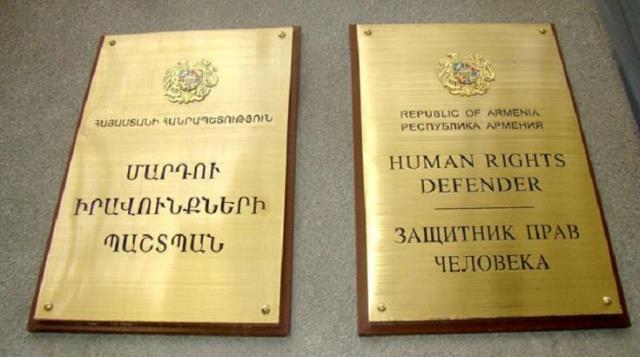 ՀԱՅԱՍՏԱՆԻ ՀԱՆՐԱՊԵՏՈՒԹՅՈՒՆ
ՄԱՐԴՈՒ
ԻՐԱՎՈՒՆՔՆԵՐԻ
ՊԱՇՏՊԱՆ
REPUBLIC OF ARMENIA
РЕСПУБЛИКА АРМЕНИЯ
HUMAN RIGHTS
DEFENDER
ЗАЩИТНИК ПРАВ
ЧЕЛОВЕКА